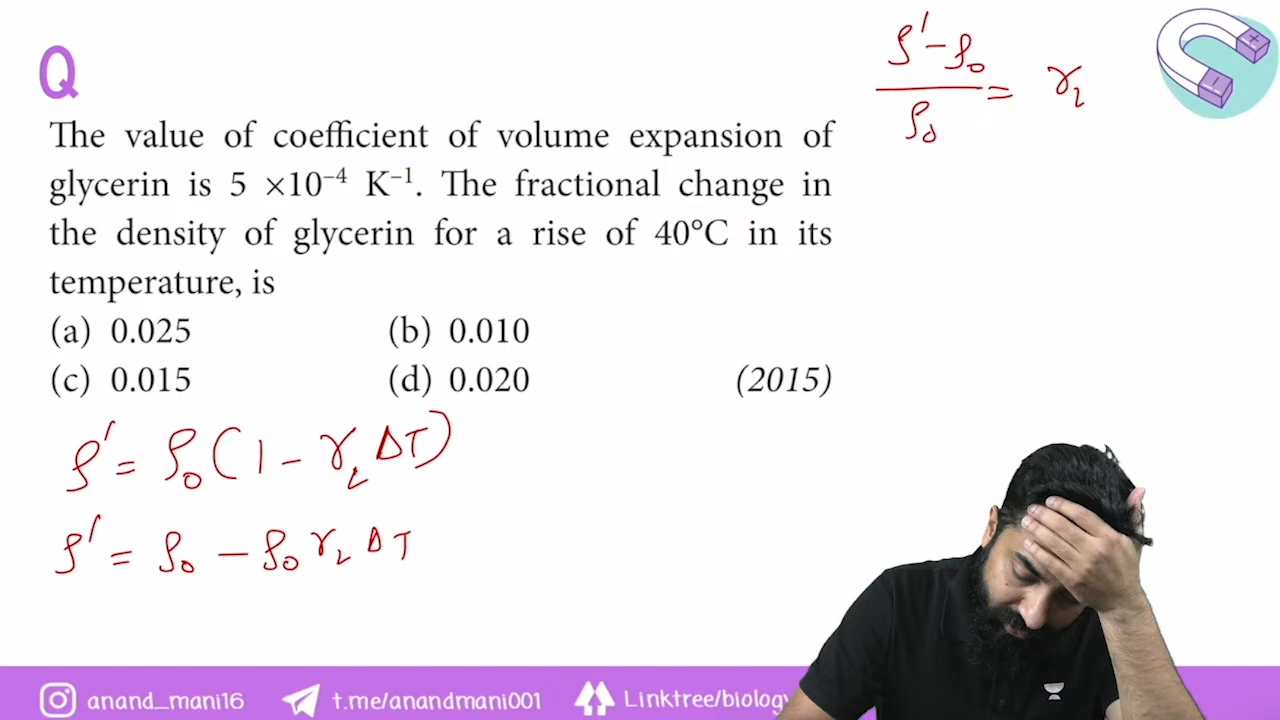 Q
ρ′ − ρ₀ / ρ₀ = γ_L
The value of coefficient of volume expansion of
glycerin is 5 ×10⁻⁴ K⁻¹. The fractional change in
the density of glycerin for a rise of 40°C in its
temperature, is
(a) 0.025 (b) 0.010
(c) 0.015 (d) 0.020 (2015)
ρ′ = ρ₀ (1 − γ_L ΔT)
ρ′ = ρ₀ − ρ₀ γ_L ΔT
anand_mani16 t.me/anandmani001 Linktree/biology